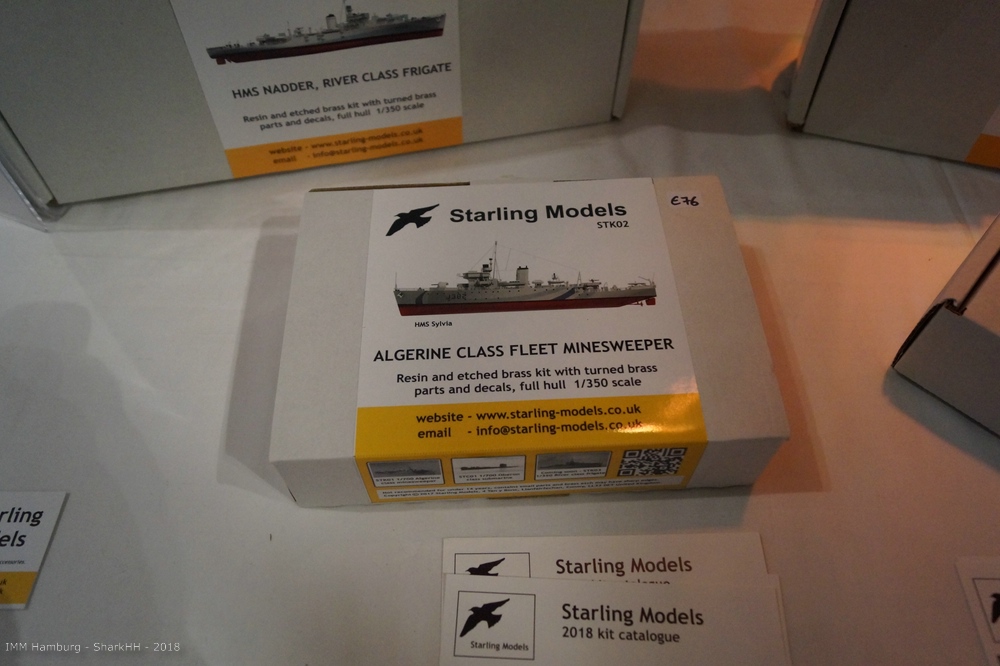 HMS NADDER, RIVER CLASS FRIGATE
Resin and etched brass kit with turned brass
parts and decals, full hull 1/350 scale
website - www.starling-models.co.uk
email - info@starling-models.co.uk
Starling Models
STK02
€76
HMS Sylvia
ALGERINE CLASS FLEET MINESWEEPER
Resin and etched brass kit with turned brass
parts and decals, full hull 1/350 scale
website - www.starling-models.co.uk
email - info@starling-models.co.uk
rling
els
Starling Models
Starling Models
2018 kit catalogue
Starling Models
IMM Hamburg - SharkHH - 2018